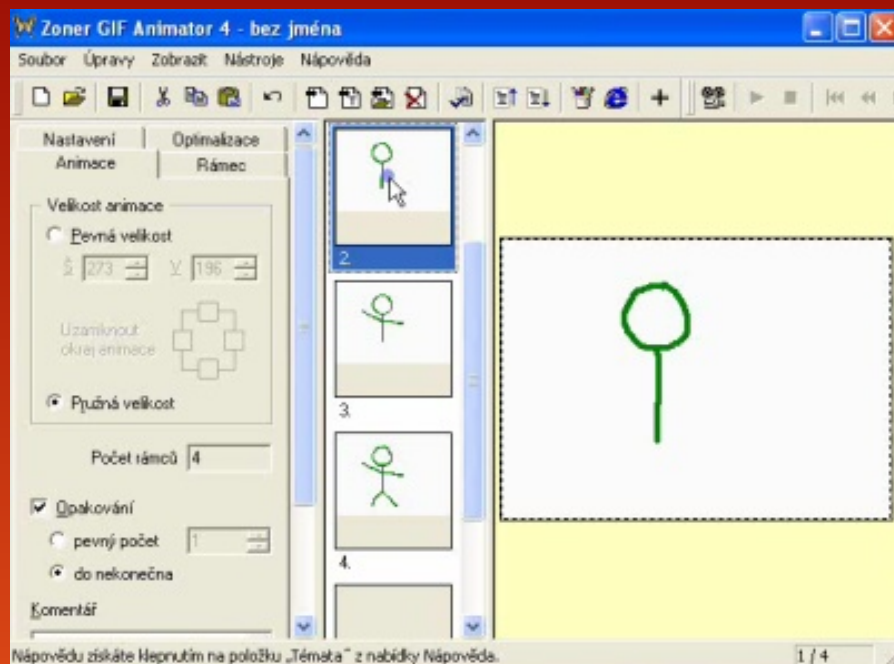 Zoner GIF Animator 4 - bez jména
Soubor Úpravy Zobrazit Nástroje Nápověda
Nastavení Optimalizace
Animace Rámec
Velikost animace
Pevná velikost
Š 273 V 196
Uzamknout
okraj animace
Pružná velikost
Počet rámců 4
Opakování
pevný počet 1
do nekonečna
Komentář
2.
3.
4.
Nápovědu získáte klepnutím na položku „Témata“ z nabídky Nápověda.
1 / 4